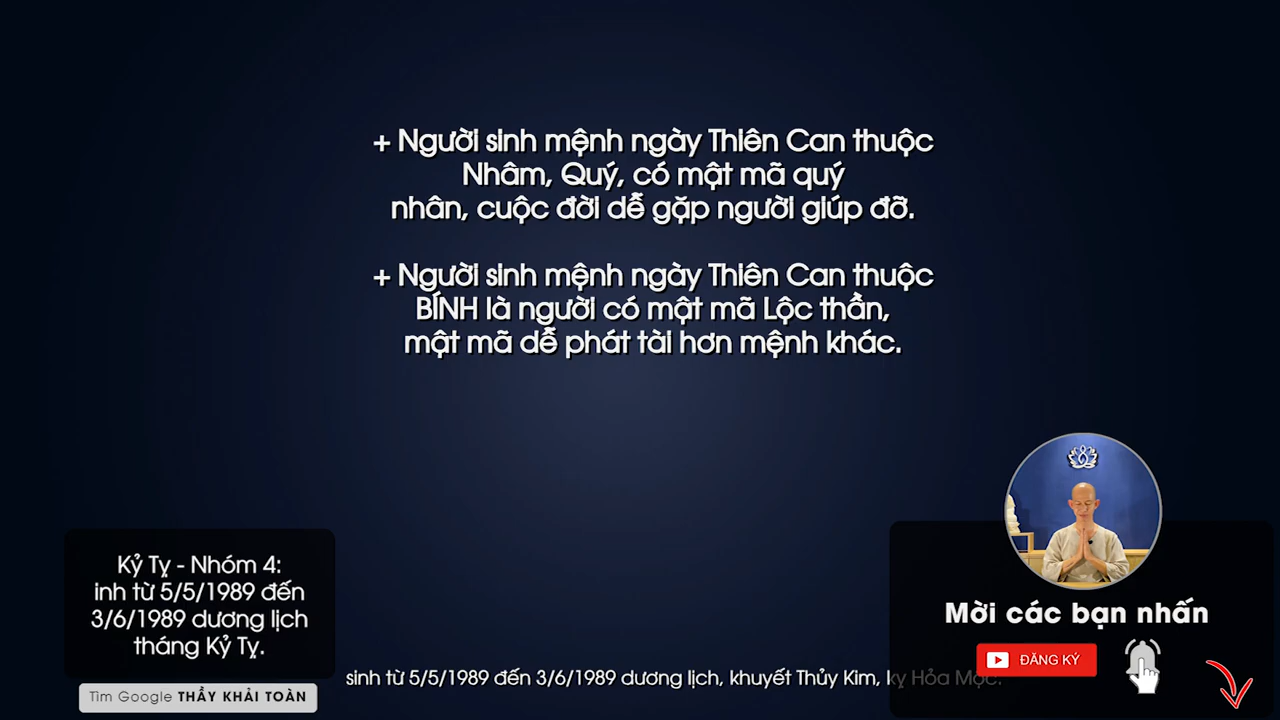 + Người sinh mệnh ngày Thiên Can thuộc
Nhâm, Quý, có mật mã quý
nhân, cuộc đời dễ gặp người giúp đỡ.
+ Người sinh mệnh ngày Thiên Can thuộc
BÍNH là người có mật mã Lộc thần,
mật mã dễ phát tài hơn mệnh khác.
Kỷ Tỵ - Nhóm 4:
inh từ 5/5/1989 đến
3/6/1989 dương lịch
tháng Kỷ Tỵ.
Tìm Google THẦY KHẢI TOÀN
sinh từ 5/5/1989 đến 3/6/1989 dương lịch, khuyết Thủy Kim, kỵ Hỏa Mộc.
Mời các bạn nhấn
ĐĂNG KÝ